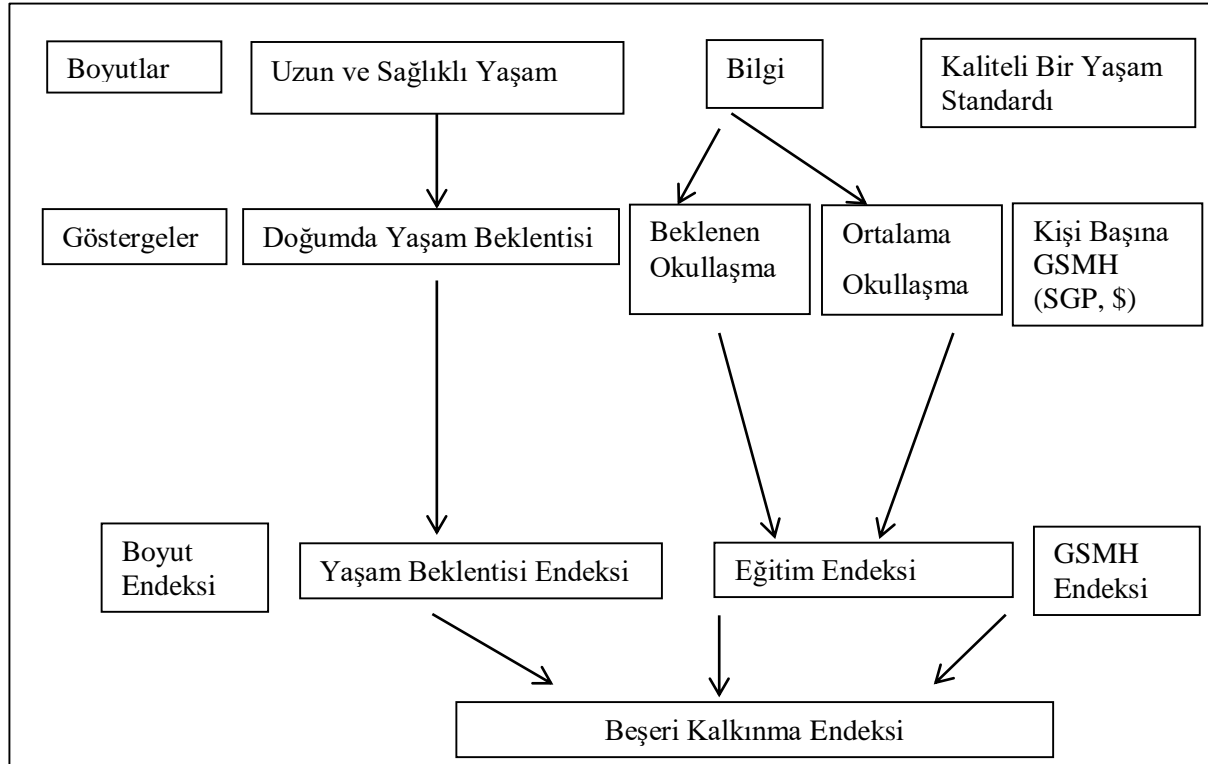 Boyutlar
Uzun ve Sağlıklı Yaşam
Bilgi
Kaliteli Bir Yaşam
Standardı
Göstergeler
Doğumda Yaşam Beklentisi
Beklenen
Okullaşma
Ortalama
Okullaşma
Kişi Başına
GSMH
(SGP, $)
Boyut
Endeksi
Yaşam Beklentisi Endeksi
Eğitim Endeksi
GSMH
Endeksi
Beşeri Kalkınma Endeksi